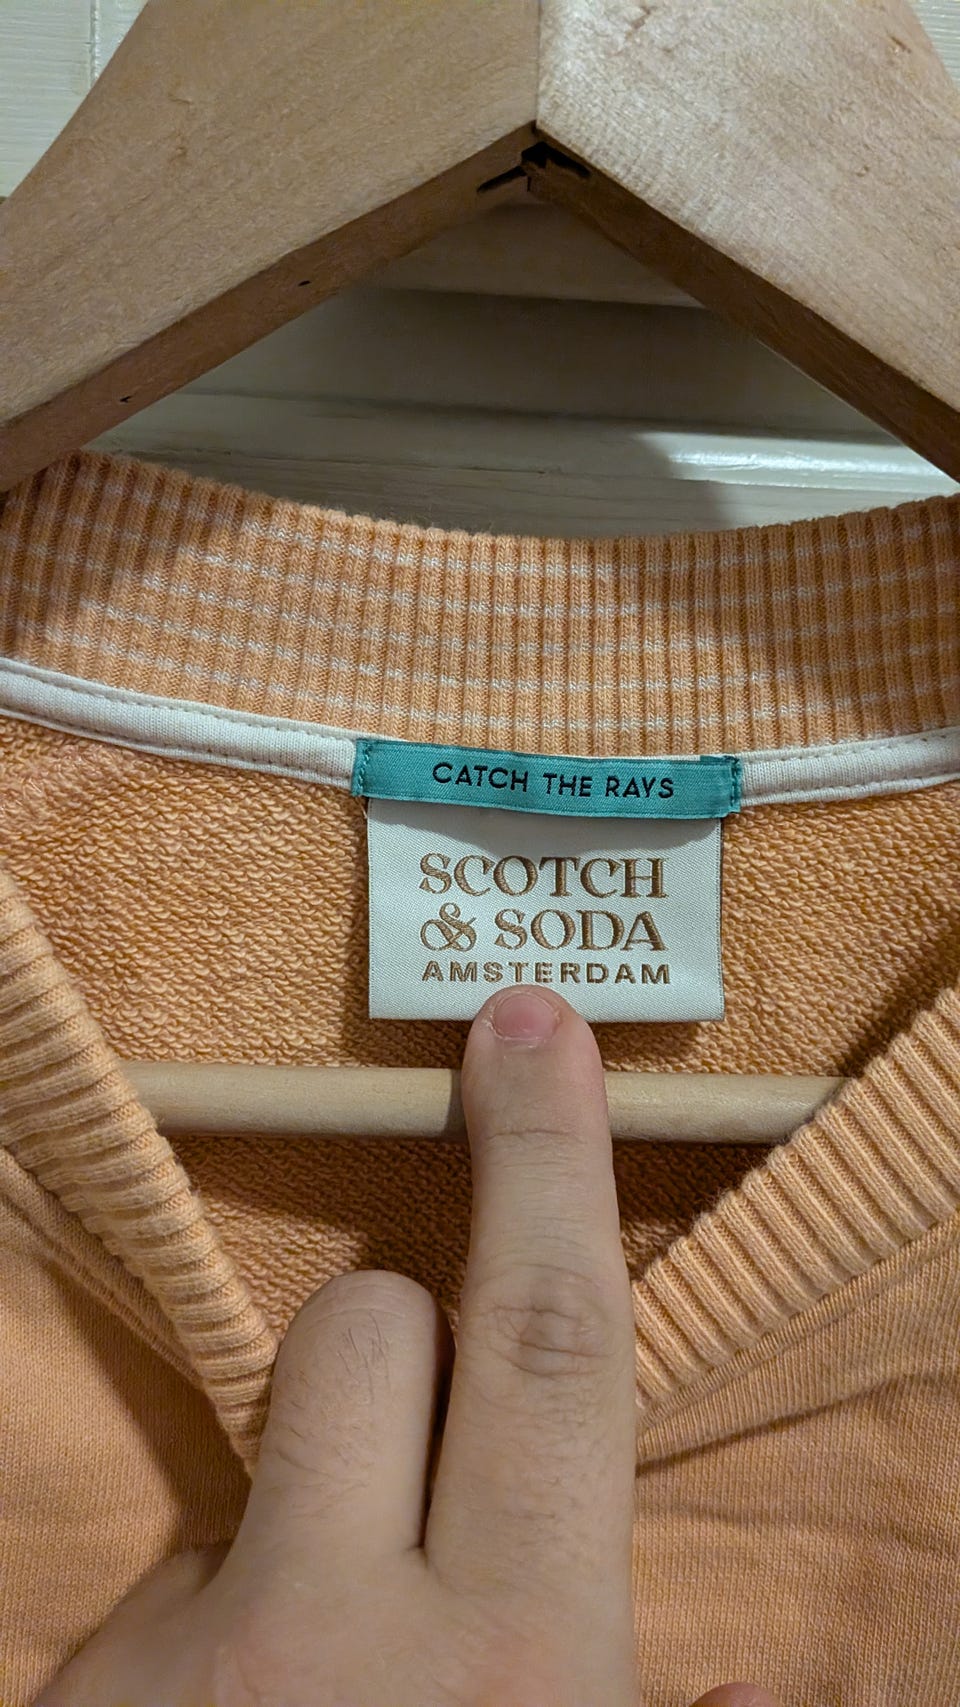 CATCH THE RAYS
SCOTCH
& SODA
AMSTERDAM